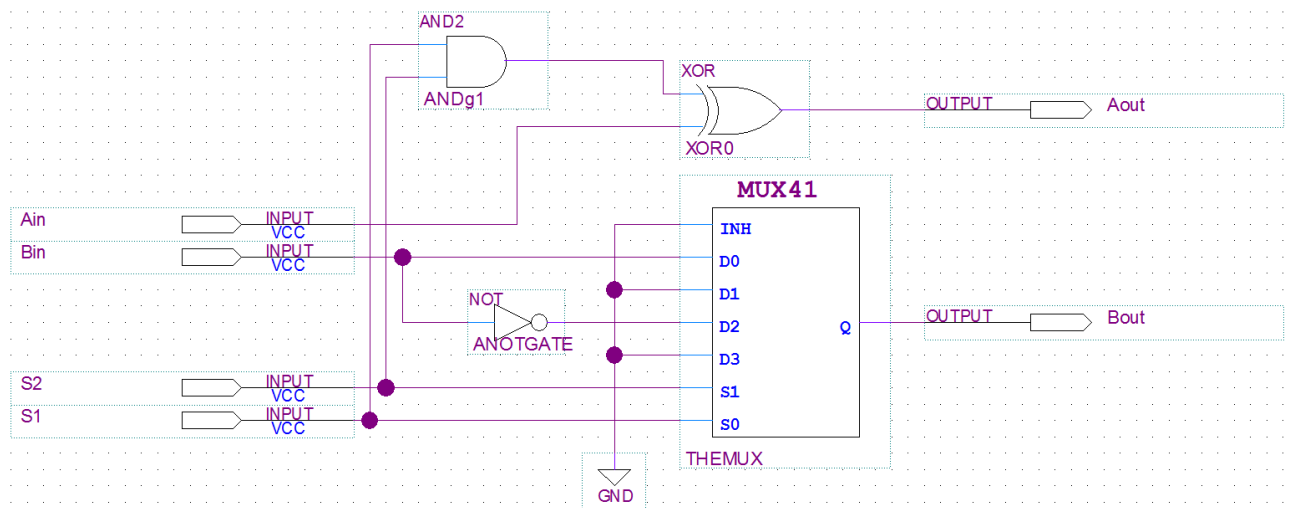 AND2
ANDg1
XOR
XOR0
OUTPUT
Aout
MUX41
Ain
INPUT
VCC
Bin
INPUT
VCC
INH
D0
D1
D2
D3
S1
S0
Q
NOT
ANOTGATE
OUTPUT
Bout
S2
INPUT
VCC
S1
INPUT
VCC
THEMUX
GND